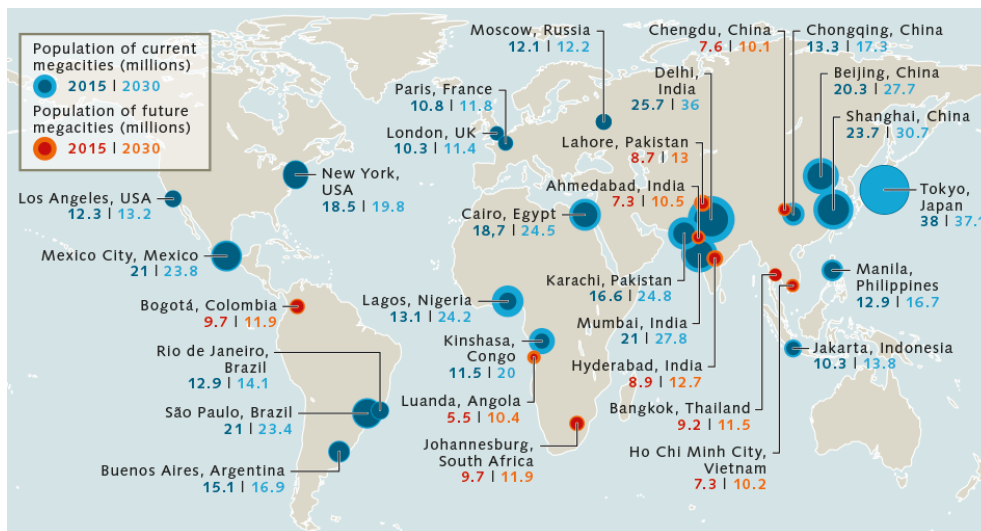 Population of current
megacities (millions)
2015 | 2030
Population of future
megacities (millions)
2015 | 2030
Moscow, Russia
12.1 | 12.2
Chengdu, China
7.6 | 10.1
Chongqing, China
13.3 | 17.3
Paris, France
10.8 | 11.8
Delhi,
India
25.7 | 36
Beijing, China
20.3 | 27.7
London, UK
10.3 | 11.4
Shanghai, China
23.7 | 30.7
Lahore, Pakistan
8.7 | 13
New York,
USA
18.5 | 19.8
Los Angeles, USA
12.3 | 13.2
Ahmedabad, India
7.3 | 10.5
Tokyo,
Japan
38 | 37.1
Cairo, Egypt
18,7 | 24.5
Mexico City, Mexico
21 | 23.8
Karachi, Pakistan
16.6 | 24.8
Manila,
Philippines
12.9 | 16.7
Bogotá, Colombia
9.7 | 11.9
Lagos, Nigeria
13.1 | 24.2
Mumbai, India
21 | 27.8
Kinshasa,
Congo
11.5 | 20
Jakarta, Indonesia
10.3 | 13.8
Rio de Janeiro,
Brazil
12.9 | 14.1
Hyderabad, India
8.9 | 12.7
Luanda, Angola
5.5 | 10.4
São Paulo, Brazil
21 | 23.4
Bangkok, Thailand
9.2 | 11.5
Johannesburg,
South Africa
9.7 | 11.9
Ho Chi Minh City,
Vietnam
7.3 | 10.2
Buenos Aires, Argentina
15.1 | 16.9